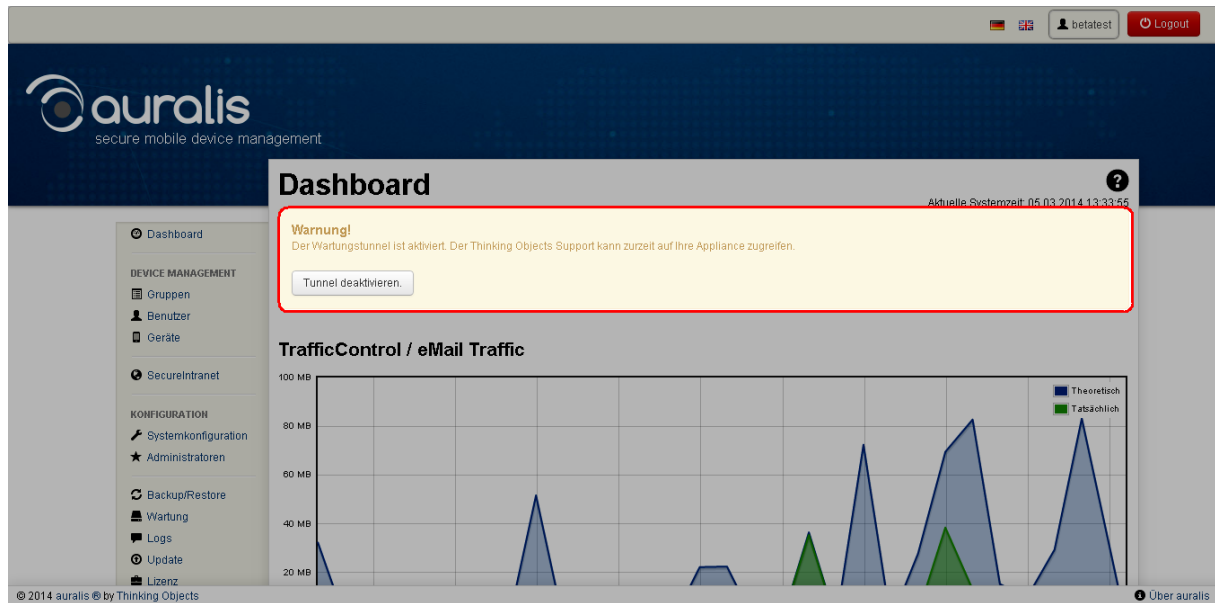 betatest
Logout
auralis
secure mobile device management
Dashboard
Aktuelle Systemzeit: 05.03.2014 13:33:55
Warnung!
Der Wartungstunnel ist aktiviert. Der Thinking Objects Support kann zurzeit auf Ihre Appliance zugreifen.
Tunnel deaktivieren.
Dashboard
DEVICE MANAGEMENT
Gruppen
Benutzer
Geräte
SecureIntranet
KONFIGURATION
Systemkonfiguration
Administratoren
Backup/Restore
Wartung
Logs
Update
Lizenz
TrafficControl / eMail Traffic
100 MB
80 MB
60 MB
40 MB
20 MB
Theoretisch
Tatsächlich
© 2014 auralis ® by Thinking Objects
Über auralis